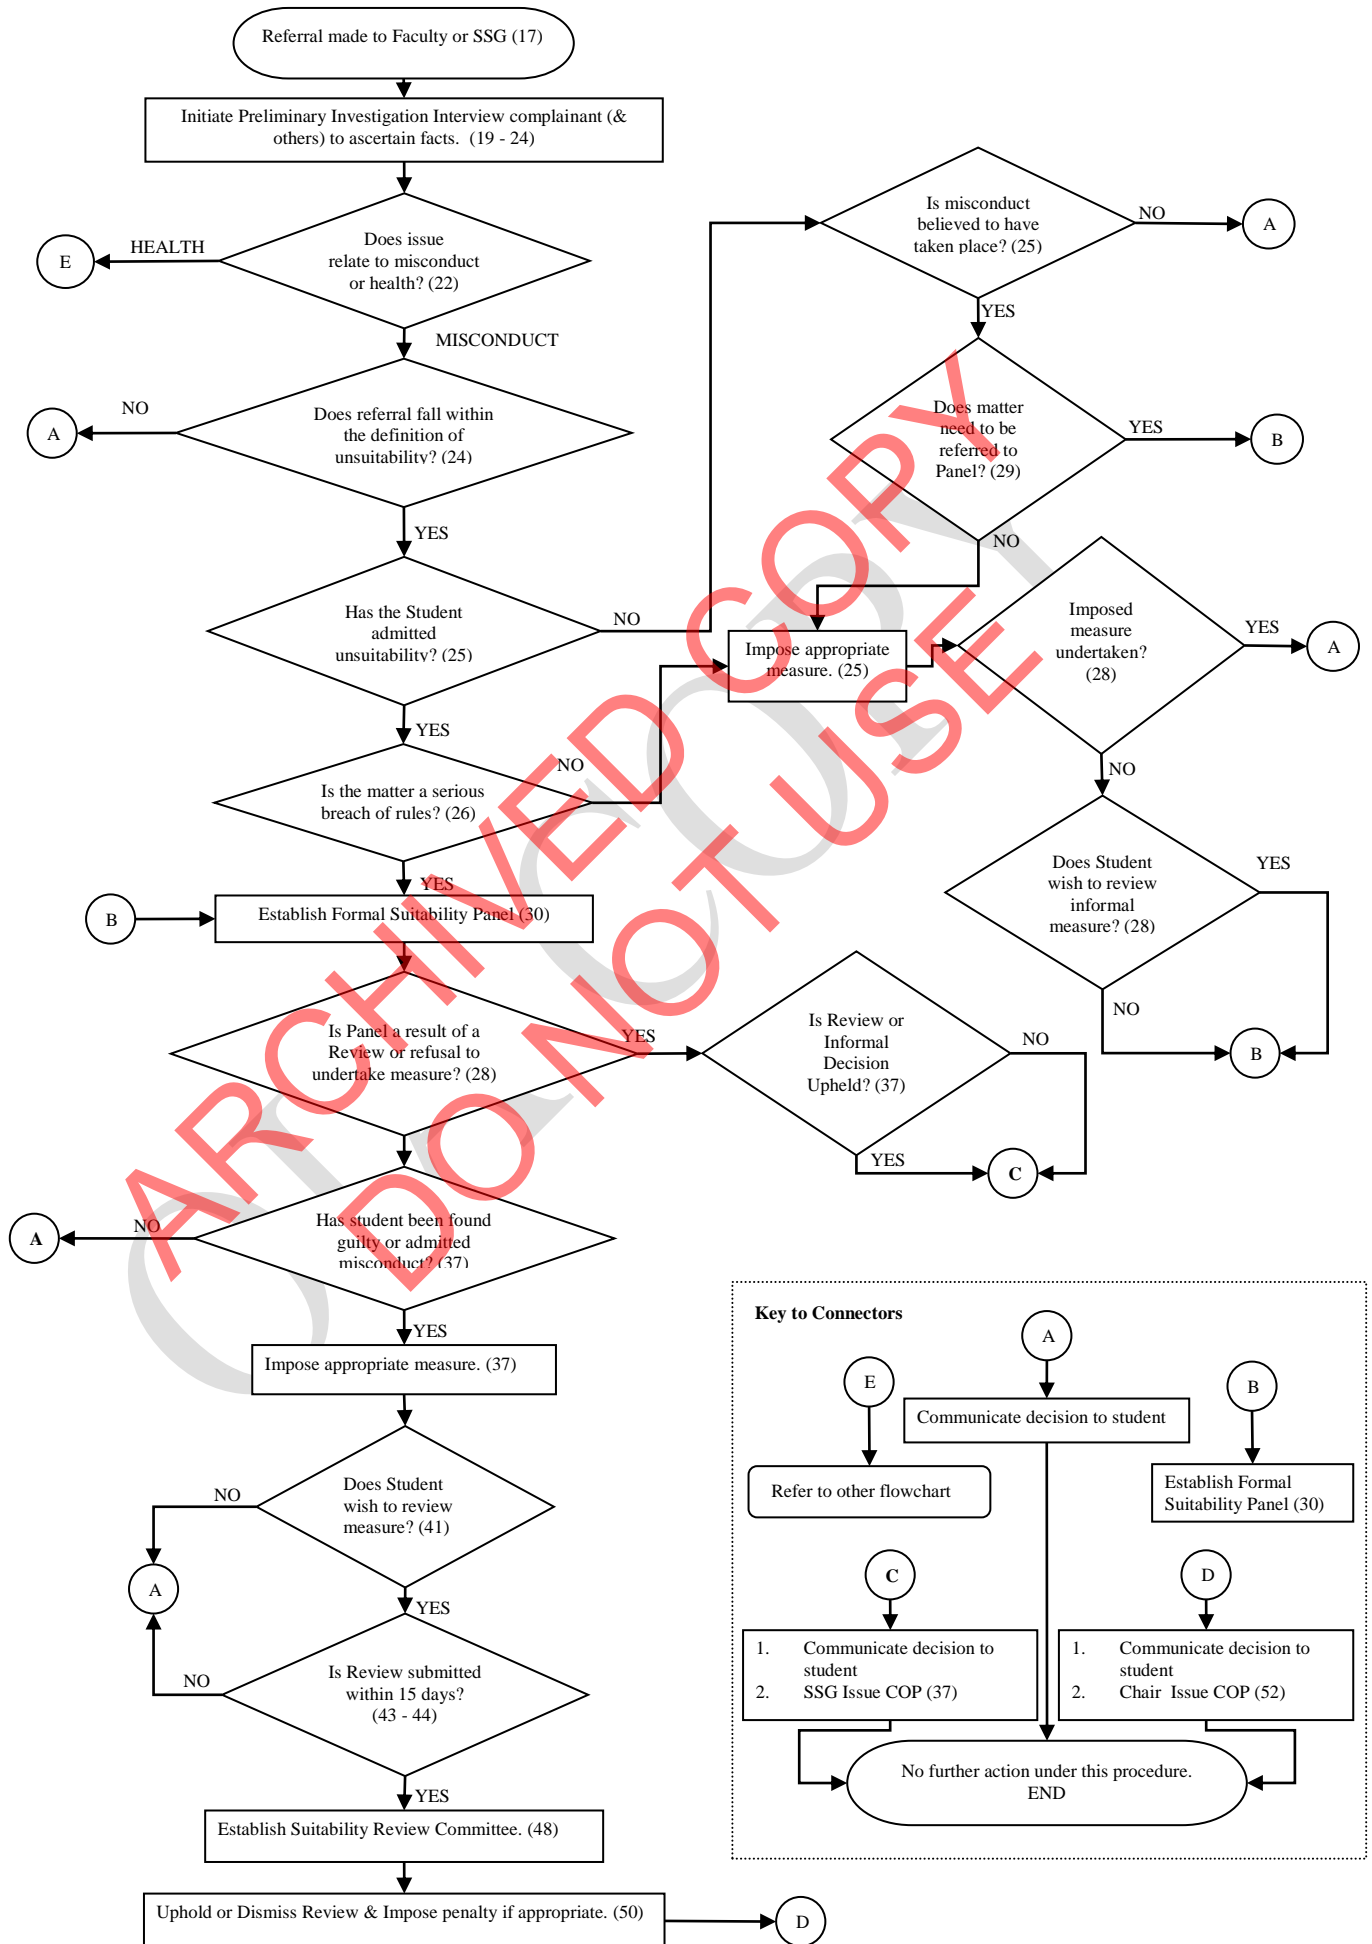 Referral made to Faculty or SSG (17)
Initiate Preliminary Investigation Interview complainant (&
others) to ascertain facts.  (19 - 24)
Does issue
relate to misconduct
or health? (22)
HEALTH
E
MISCONDUCT
Does referral fall within
the definition of
unsuitability? (24)
NO
A
YES
Has the Student
admitted
unsuitability? (25)
NO
YES
Is the matter a serious
breach of rules? (26)
NO
YES
B
Establish Formal Suitability Panel (30)
Is Panel a result of a
Review or refusal to
undertake measure? (28)
YES
Has student been found
guilty or admitted
misconduct? (37)
NO
A
YES
Impose appropriate measure. (37)
Does Student
wish to review
measure? (41)
NO
A
YES
Is Review submitted
within 15 days?
(43 - 44)
NO
YES
Establish Suitability Review Committee. (48)
Uphold or Dismiss Review & Impose penalty if appropriate. (50)
D
Is misconduct
believed to have
taken place? (25)
NO
A
YES
Does matter
need to be
referred to
Panel? (29)
YES
B
NO
Impose appropriate
measure. (25)
Imposed
measure
undertaken?
(28)
YES
A
NO
Does Student
wish to review
informal
measure? (28)
YES
NO
B
Is Review or
Informal
Decision
Upheld? (37)
NO
YES
C
Key to Connectors
A
Communicate decision to student
E
Refer to other flowchart
B
Establish Formal
Suitability Panel (30)
C
1. Communicate decision to
student
2. SSG Issue COP (37)
D
1. Communicate decision to
student
2. Chair  Issue COP (52)
No further action under this procedure.
END
ARCHIVED COPY
DO NOT USE